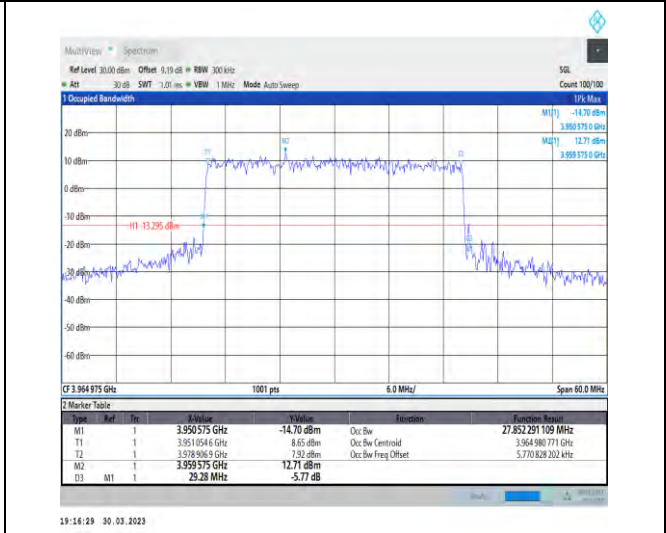 MultiView Spectrum
Ref Level 30.00 dBm Offset 9.19 dB RBW 300 kHz SGL
Att 30 dB SWT 1.01 ms VBW 1 MHz Mode Auto Sweep Count 100/100
1 Occupied Bandwidth 1Pk Max
M1[1] -14.70 dBm
3.950 575 0 GHz
M2[1] 12.71 dBm
3.959 575 0 GHz
20 dBm
M2
10 dBm
0 dBm
-10 dBm
H1 -13.295 dBm
-20 dBm
-30 dBm
-40 dBm
-50 dBm
-60 dBm
CF 3.964 975 GHz 1001 pts 6.0 MHz/ Span 60.0 MHz
2 Marker Table
Type Ref Trc X-Value Y-Value Function Function Result
M1 1 3.950 575 GHz -14.70 dBm Occ Bw 27.852 291 109 MHz
T1 1 3.951 054 6 GHz 8.65 dBm Occ Bw Centroid 3.964 980 771 GHz
T2 1 3.978 906 9 GHz 7.92 dBm Occ Bw Freq Offset 5.770 828 202 kHz
M2 1 3.959 575 GHz 12.71 dBm
D3 M1 1 29.28 MHz -5.77 dB
19:16:29 30.03.2023